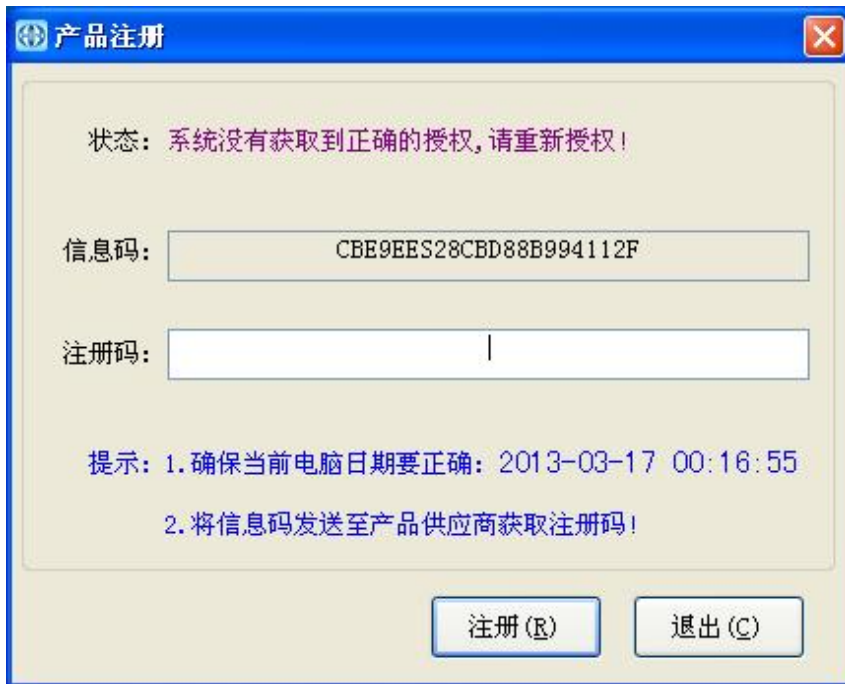 产品注册
状态: 系统没有获取到正确的授权,请重新授权!
信息码: CBE9EES28CBD88B994112F
注册码:
提示: 1.确保当前电脑日期要正确: 2013-03-17 00:16:55
2.将信息码发送至产品供应商获取注册码!
注册(R) 退出(C)